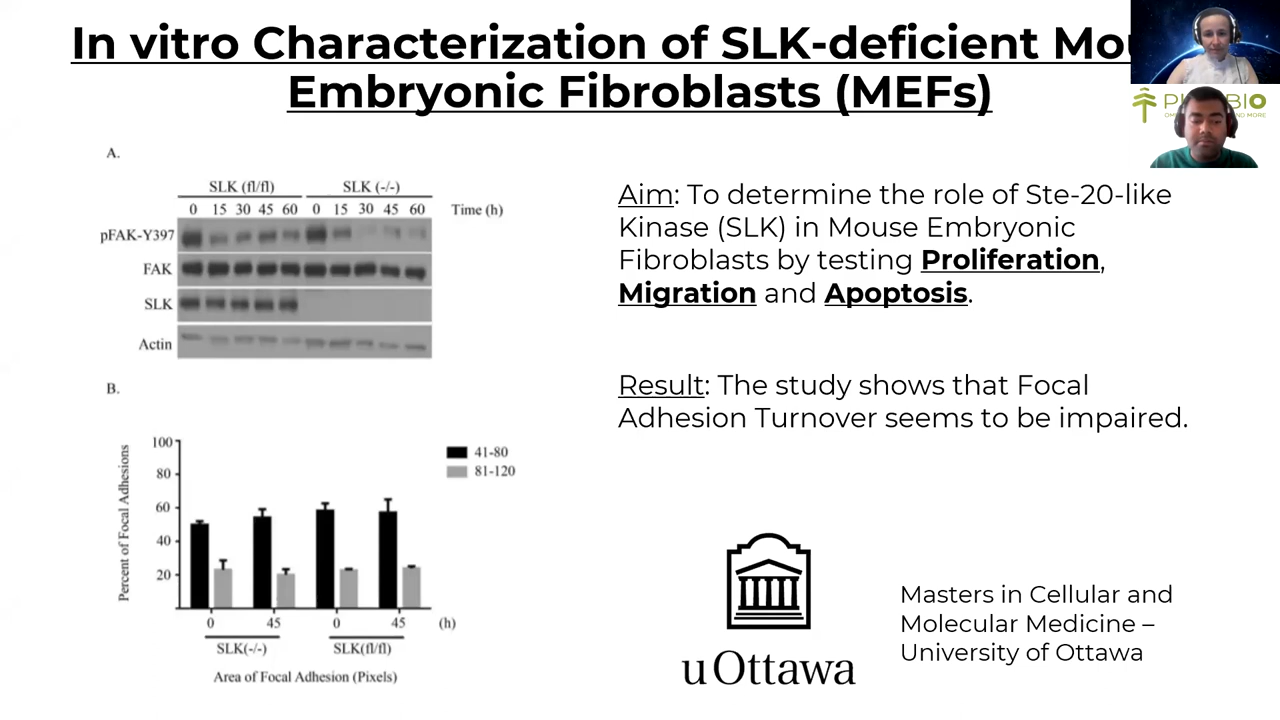 In vitro Characterization of SLK-deficient
Embryonic Fibroblasts (MEFs)
A.
SLK (fl/fl) SLK (-/-)
0 15 30 45 60 0 15 30 45 60 Time (h)
pFAK-Y397
FAK
SLK
Actin
B.
100
80
60
40
20
Percent of Focal Adhesions
41-80
81-120
0 45 0 45 (h)
SLK(-/-) SLK(fl/fl)
Area of Focal Adhesion (Pixels)
Aim: To determine the role of Ste-20-like
Kinase (SLK) in Mouse Embryonic
Fibroblasts by testing Proliferation,
Migration and Apoptosis.
Result: The study shows that Focal
Adhesion Turnover seems to be impaired.
uOttawa
Masters in Cellular and
Molecular Medicine –
University of Ottawa